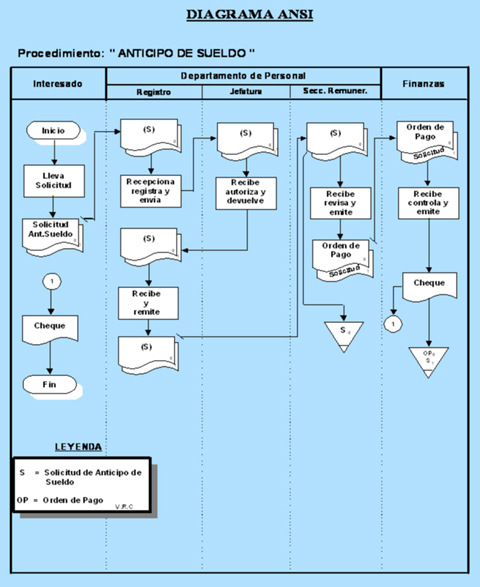 DIAGRAMA ANSI
Procedimiento: " ANTICIPO DE SUELDO "
Interesado
Departamento de Personal
Registro
Jefatura
Secc. Remuner.
Finanzas
Inicio
Lleva
Solicitud
Solicitud
Ant.Sueldo
1
Cheque
Fin
(S)
Recepciona
registra y
envía
(S)
Recibe
y
remite
(S)
(S)
Recibe
autoriza y
devuelve
(S)
Recibe
revisa y
emite
Orden de
Pago
Solicitud
S
Orden de
Pago
Solicitud
Recibe
controla y
emite
Cheque
1
OP
S
LEYENDA
S = Solicitud de Anticipo de
Sueldo
OP = Orden de Pago
V.R.C